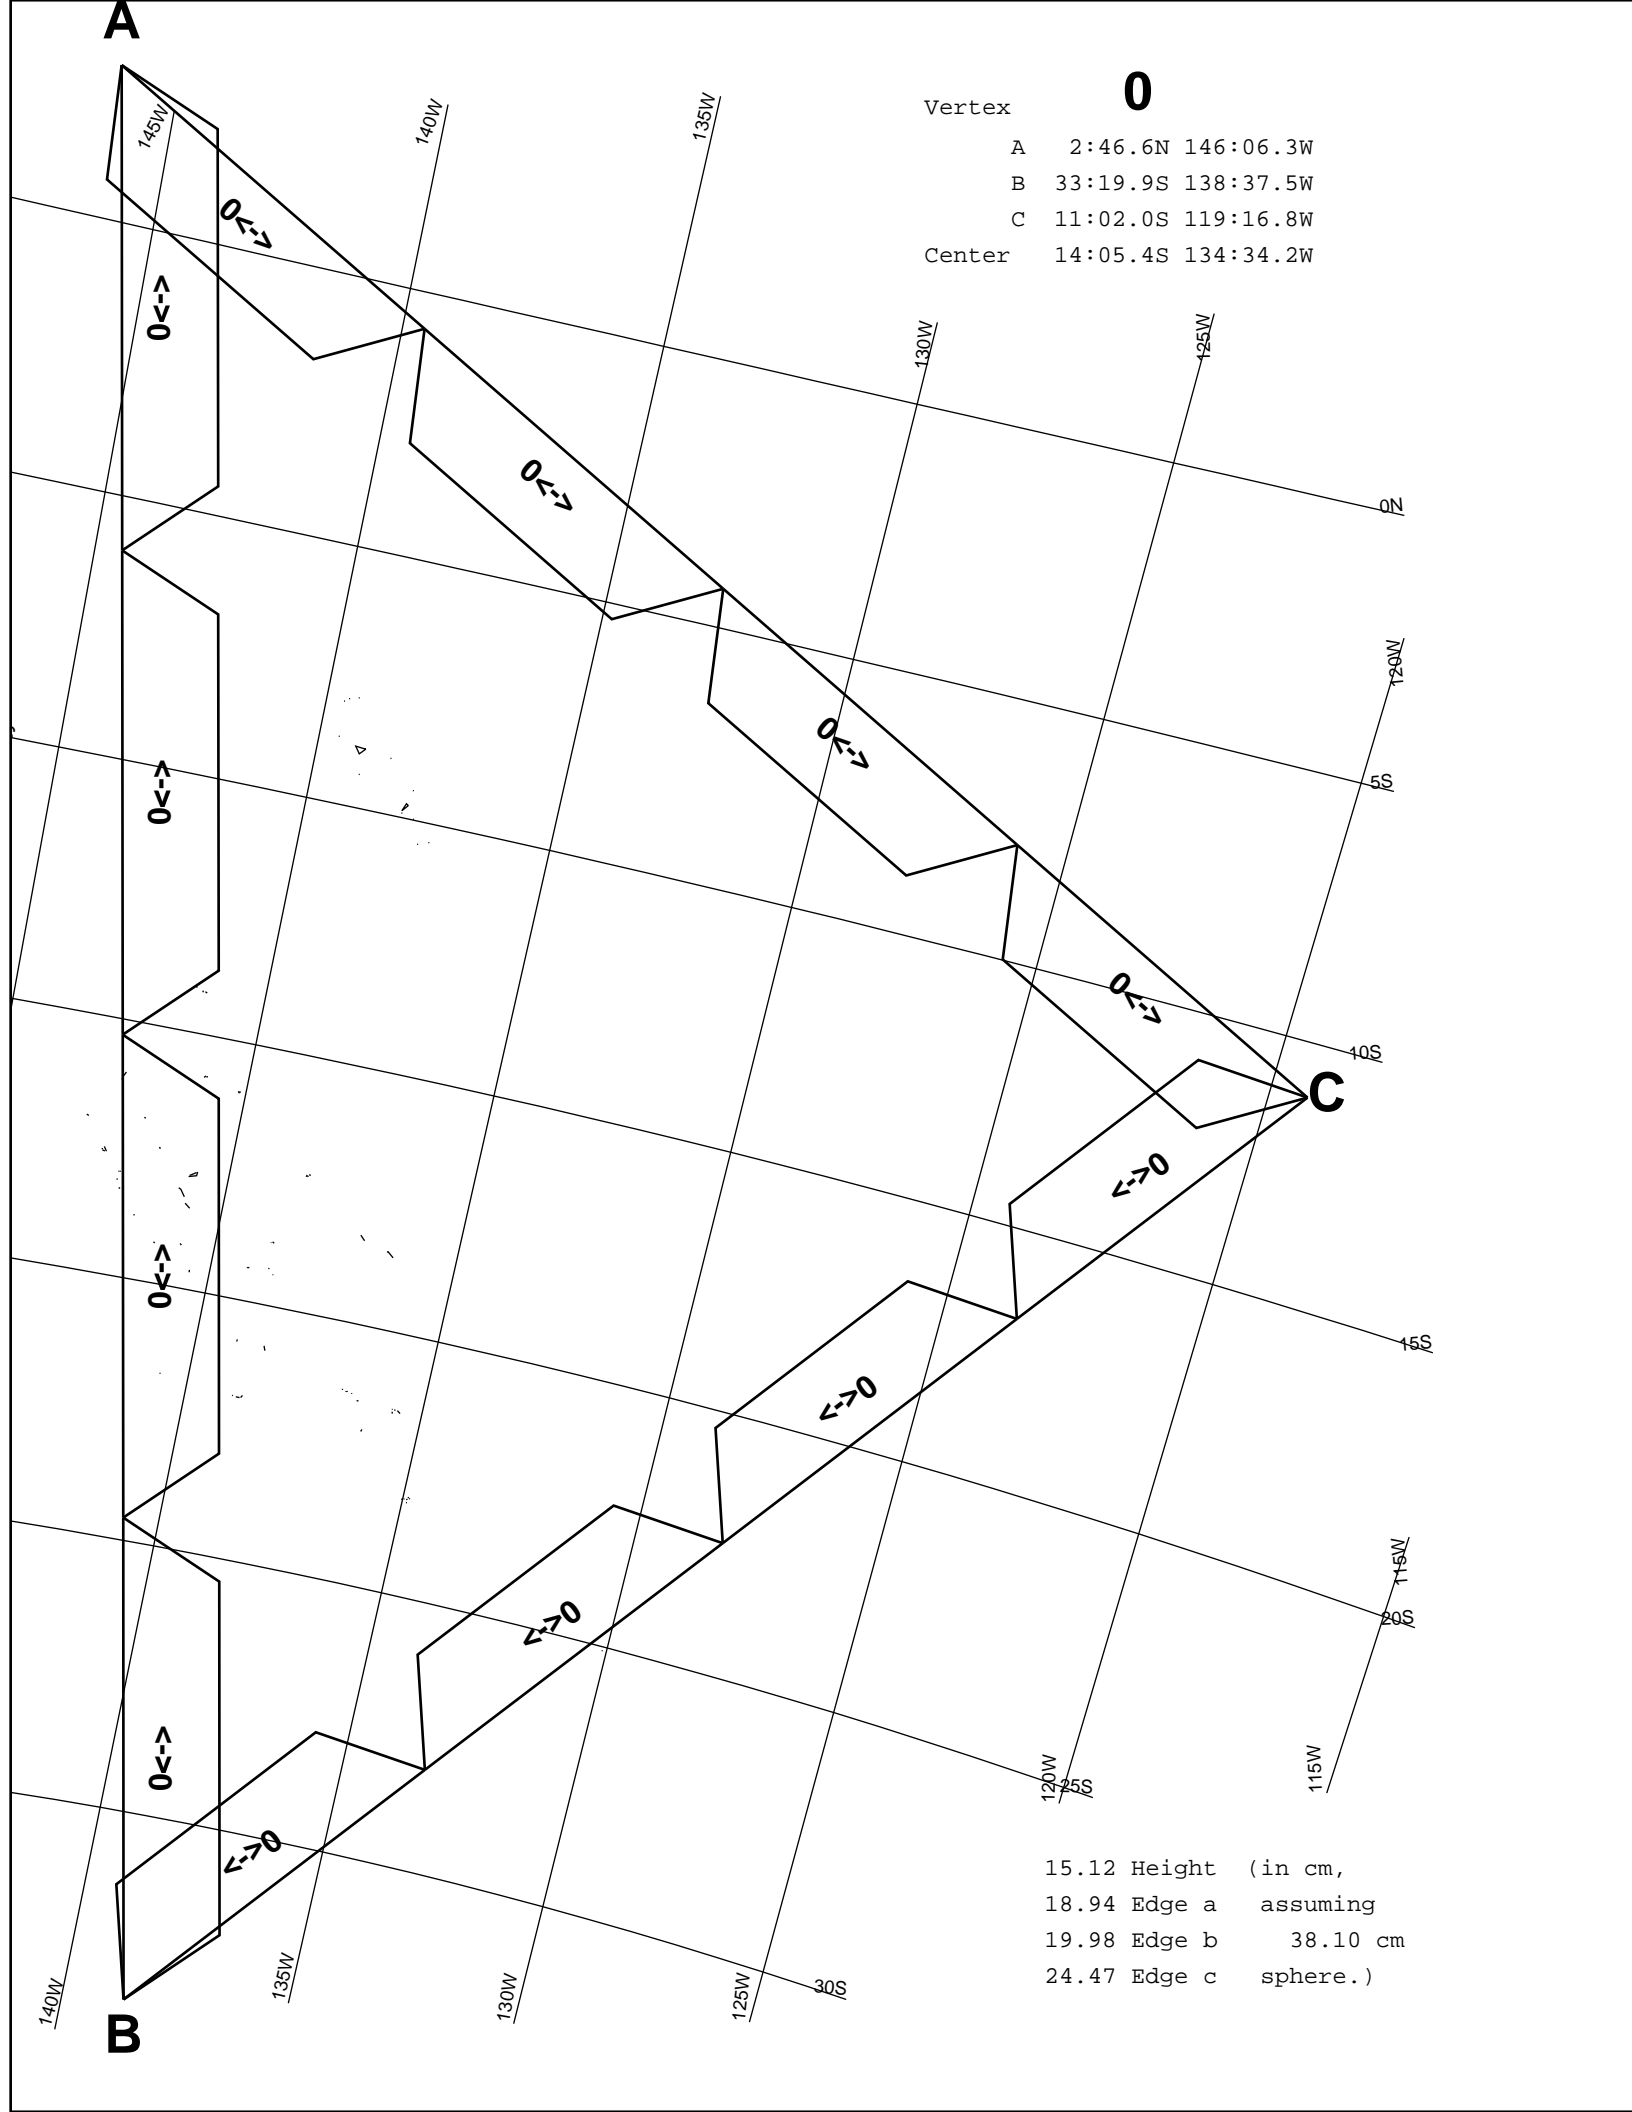 A
145W
140W
135W
0
Vertex
A 2:46.6N 146:06.3W
B 33:19.9S 138:37.5W
C 11:02.0S 119:16.8W
Center 14:05.4S 134:34.2W
0<-->
0<-->
130W
125W
0<-->
0N
120W
0<-->
5S
0<-->
0<-->
10S
C
<-->0
0<-->
15S
<-->0
115W
20S
<-->0
0<-->
120W
25S
115W
<-->0
15.12 Height (in cm,
18.94 Edge a assuming
19.98 Edge b 38.10 cm
24.47 Edge c sphere.)
140W
135W
130W
125W
30S
B